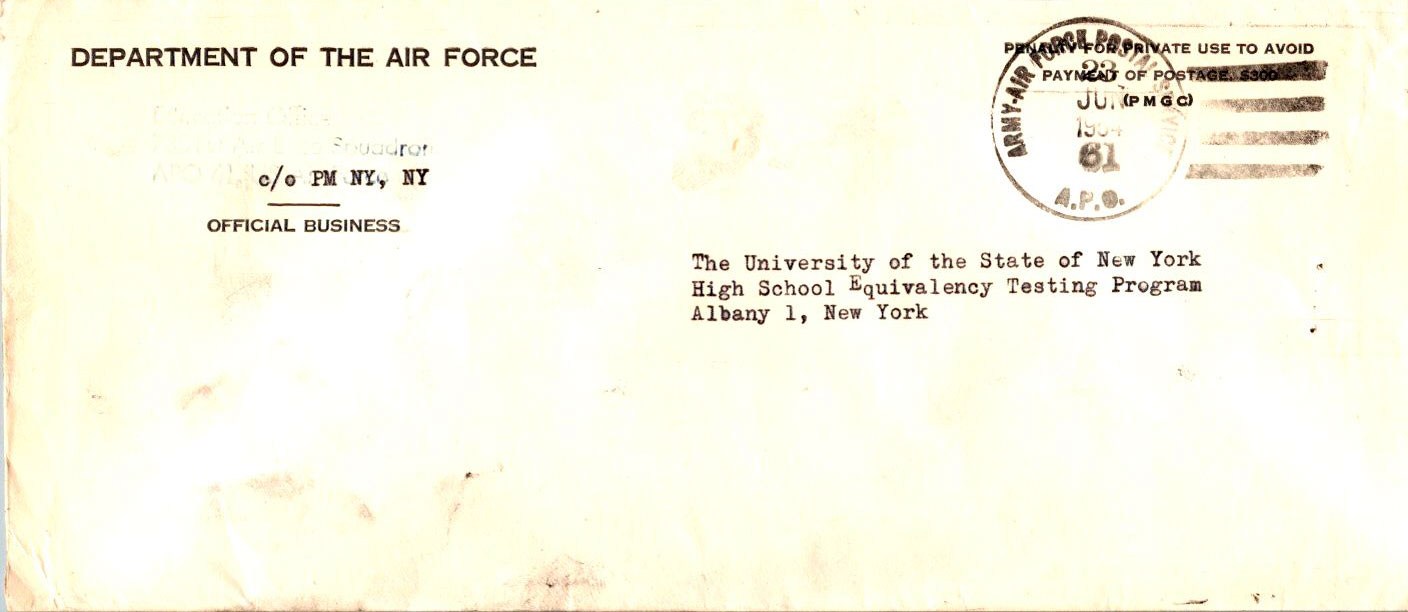 DEPARTMENT OF THE AIR FORCE
Squadron
c/o PM NY, NY
OFFICIAL BUSINESS
PENALTY FOR PRIVATE USE TO AVOID
PAYMENT OF POSTAGE, $300
(PMGC)
ARMY-AIR FORCE POSTAL SERVICE
23
JUN
1964
61
A.P.O.
The University of the State of New York
High School Equivalency Testing Program
Albany 1, New York